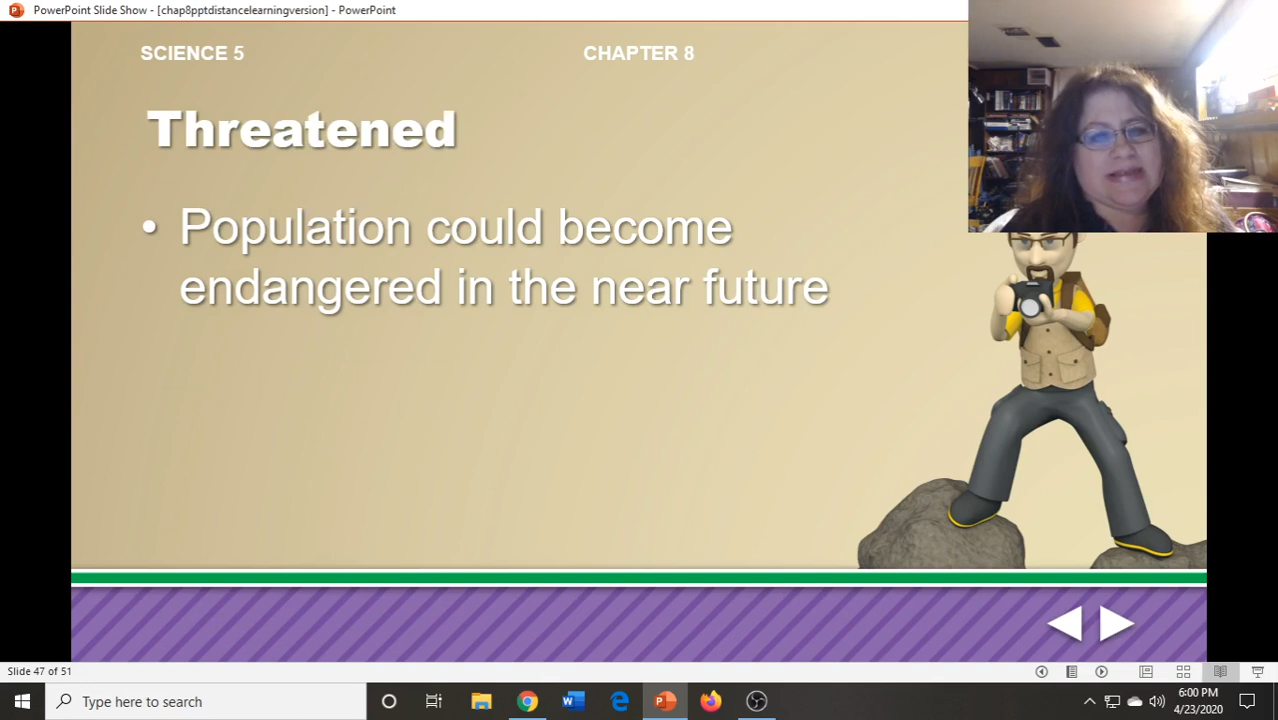 PowerPoint Slide Show - [chap8pptdistancelearningversion] - PowerPoint
SCIENCE 5 CHAPTER 8
Threatened
• Population could become
endangered in the near future
Slide 47 of 51
Type here to search
6:00 PM
4/23/2020